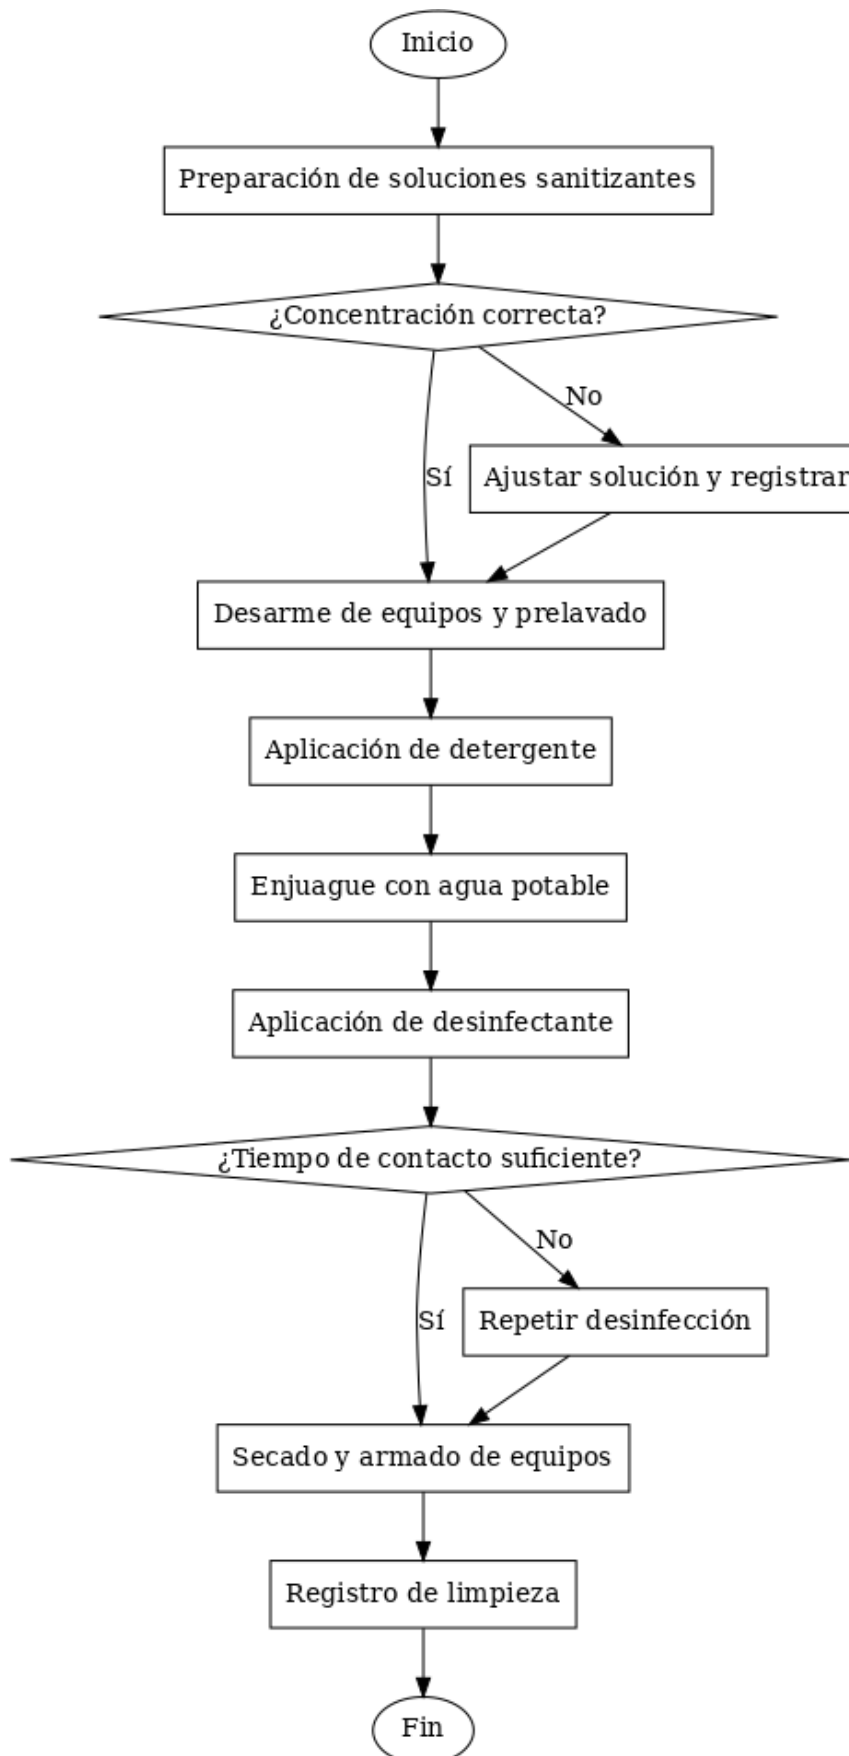 Inicio
Preparación de soluciones sanitizantes
¿Concentración correcta?
No
Sí
Ajustar solución y registrar
Desarme de equipos y prelavado
Aplicación de detergente
Enjuague con agua potable
Aplicación de desinfectante
¿Tiempo de contacto suficiente?
No
Sí
Repetir desinfección
Secado y armado de equipos
Registro de limpieza
Fin